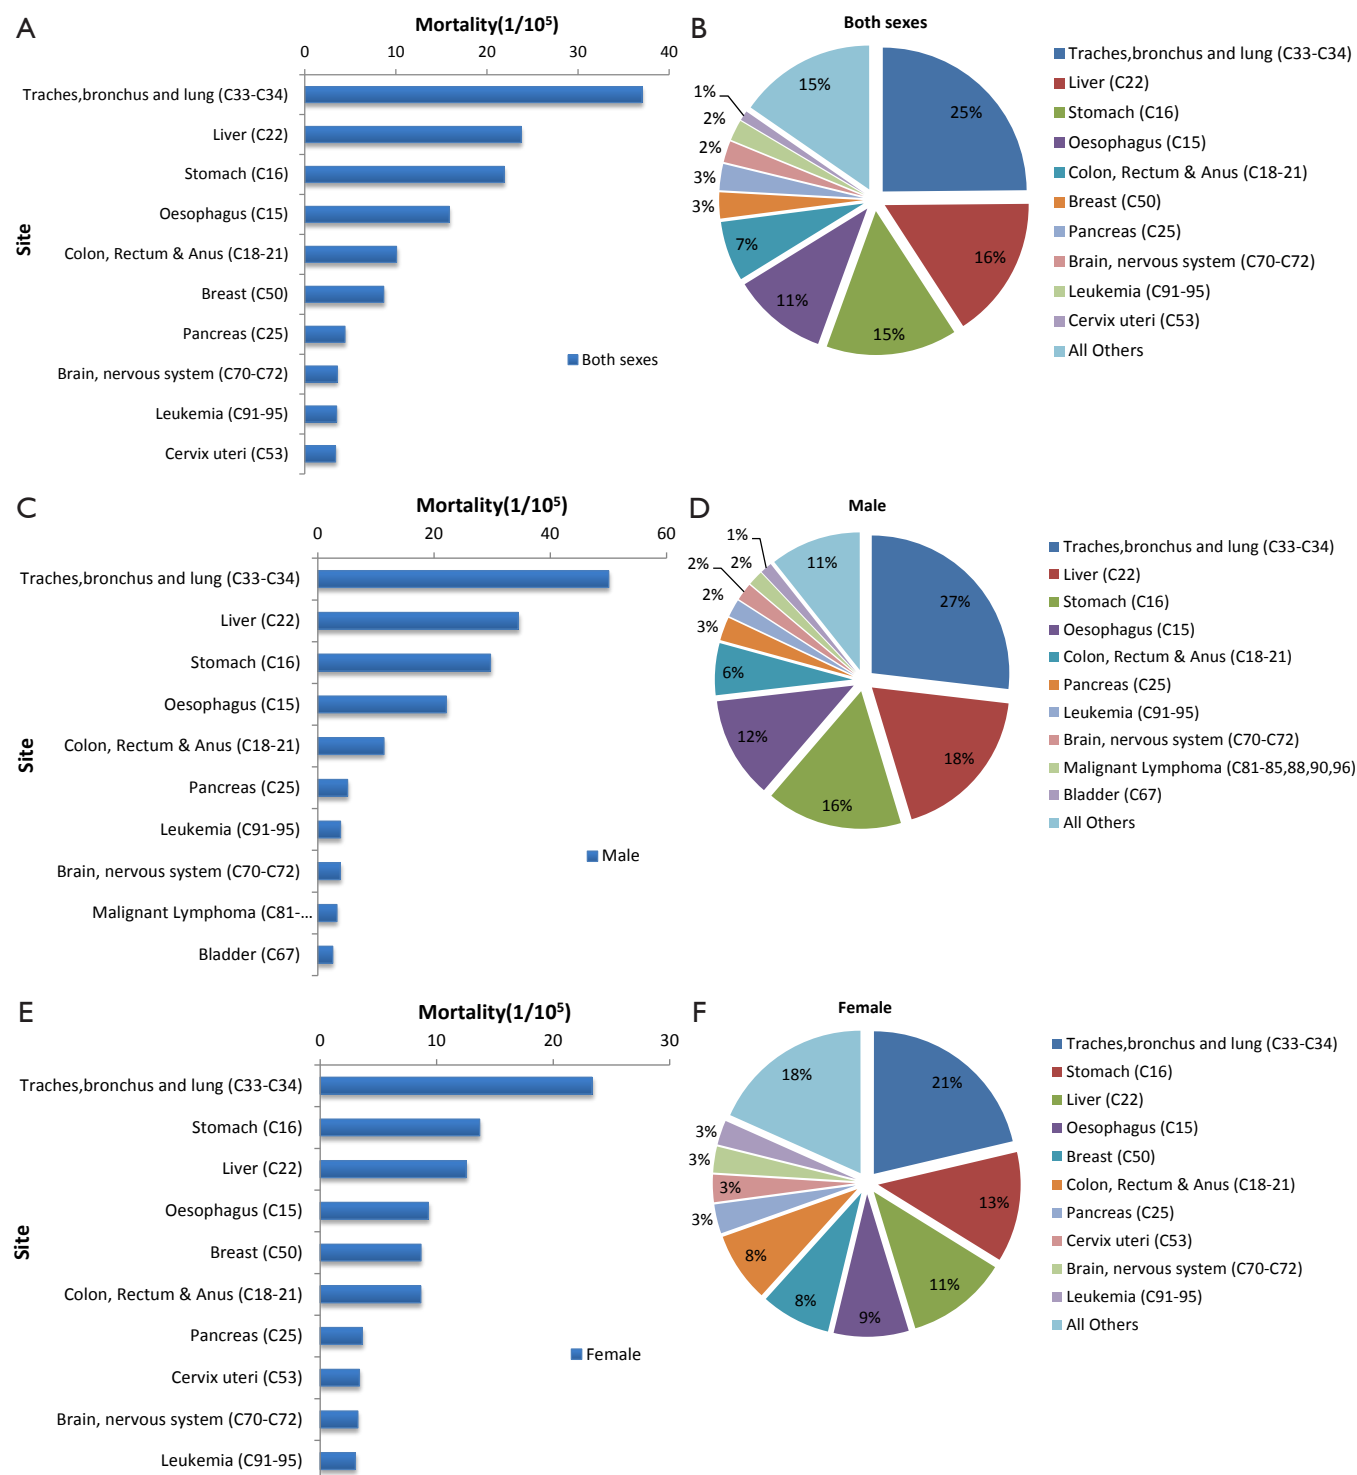 A
Mortality(1/10⁵)
0 10 20 30 40
Site
Traches,bronchus and lung (C33-C34)
Liver (C22)
Stomach (C16)
Oesophagus (C15)
Colon, Rectum & Anus (C18-21)
Breast (C50)
Pancreas (C25)
Brain, nervous system (C70-C72)
Leukemia (C91-95)
Cervix uteri (C53)
Both sexes
B
Both sexes
25%
16%
15%
11%
7%
3%
3%
2%
2%
1%
15%
Traches,bronchus and lung (C33-C34)
Liver (C22)
Stomach (C16)
Oesophagus (C15)
Colon, Rectum & Anus (C18-21)
Breast (C50)
Pancreas (C25)
Brain, nervous system (C70-C72)
Leukemia (C91-95)
Cervix uteri (C53)
All Others
C
Mortality(1/10⁵)
0 20 40 60
Site
Traches,bronchus and lung (C33-C34)
Liver (C22)
Stomach (C16)
Oesophagus (C15)
Colon, Rectum & Anus (C18-21)
Pancreas (C25)
Leukemia (C91-95)
Brain, nervous system (C70-C72)
Malignant Lymphoma (C81-...
Bladder (C67)
Male
D
Male
27%
18%
16%
12%
6%
3%
2%
2%
2%
1%
11%
Traches,bronchus and lung (C33-C34)
Liver (C22)
Stomach (C16)
Oesophagus (C15)
Colon, Rectum & Anus (C18-21)
Pancreas (C25)
Leukemia (C91-95)
Brain, nervous system (C70-C72)
Malignant Lymphoma (C81-85,88,90,96)
Bladder (C67)
All Others
E
Mortality(1/10⁵)
0 10 20 30
Site
Traches,bronchus and lung (C33-C34)
Stomach (C16)
Liver (C22)
Oesophagus (C15)
Breast (C50)
Colon, Rectum & Anus (C18-21)
Pancreas (C25)
Cervix uteri (C53)
Brain, nervous system (C70-C72)
Leukemia (C91-95)
Female
F
Female
21%
13%
11%
9%
8%
8%
3%
3%
3%
3%
18%
Traches,bronchus and lung (C33-C34)
Stomach (C16)
Liver (C22)
Oesophagus (C15)
Breast (C50)
Colon, Rectum & Anus (C18-21)
Pancreas (C25)
Cervix uteri (C53)
Brain, nervous system (C70-C72)
Leukemia (C91-95)
All Others